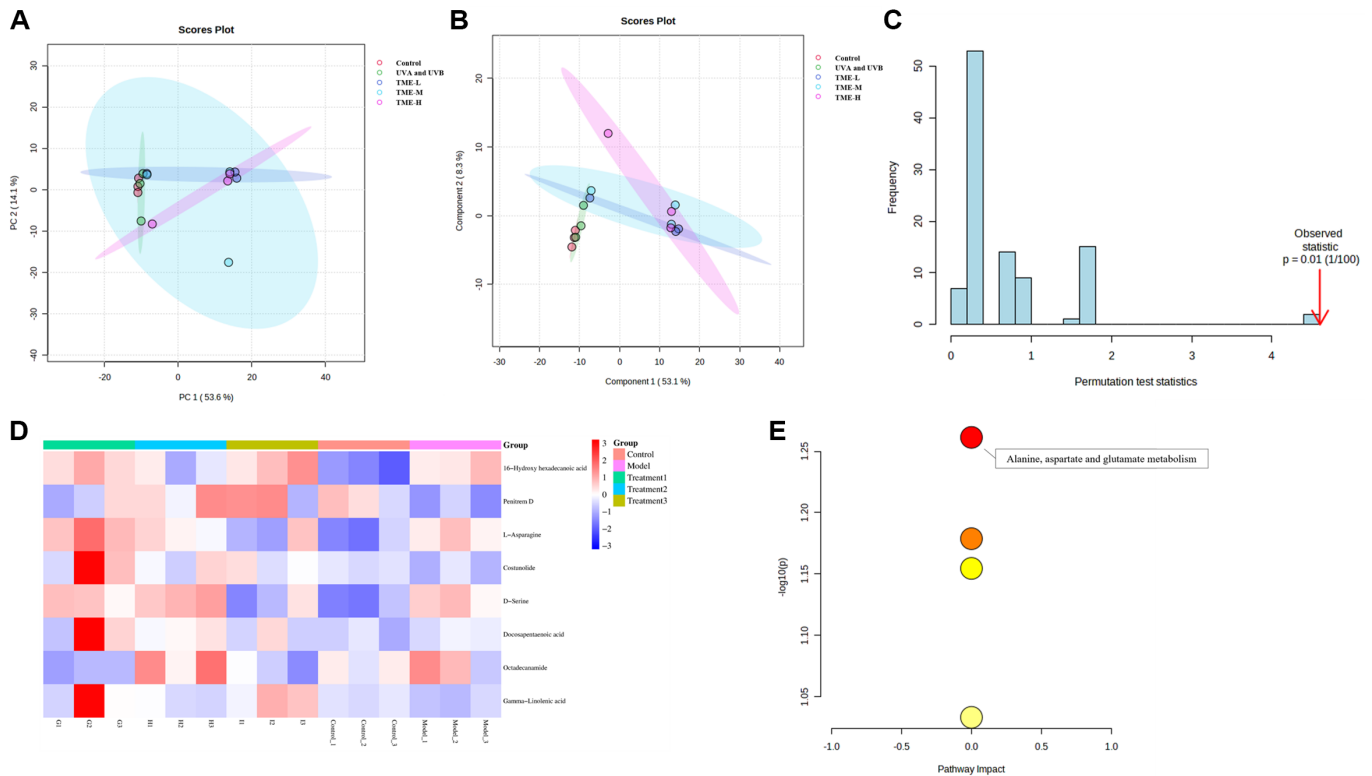 A
Scores Plot
PC 2 ( 14.1 %)
30
20
10
0
-10
-20
-30
-40
-20
0
20
40
PC 1 ( 53.6 %)
Control
UVA and UVB
TME-L
TME-M
TME-H
B
Scores Plot
Component 2 ( 8.3 %)
20
10
0
-10
-30
-20
-10
0
10
20
30
40
Component 1 ( 53.1 %)
Control
UVA and UVB
TME-L
TME-M
TME-H
C
Frequency
50
40
30
20
10
0
0
1
2
3
4
Permutation test statistics
Observed
statistic
p = 0.01 (1/100)
D
Group
16-Hydroxy hexadecanoic acid
Penitrem D
L-Asparagine
Costunolide
D-Serine
Docosapentaenoic acid
Octadecanamide
Gamma-Linolenic acid
G1
G2
G3
H1
H2
H3
I1
I2
I3
Control_1
Control_2
Control_3
Model_1
Model_2
Model_3
3
2
1
0
-1
-2
-3
Group
Control
Model
Treatment1
Treatment2
Treatment3
E
-log10(p)
1.25
1.20
1.15
1.10
1.05
Alanine, aspartate and glutamate metabolism
-1.0
-0.5
0.0
0.5
1.0
Pathway Impact